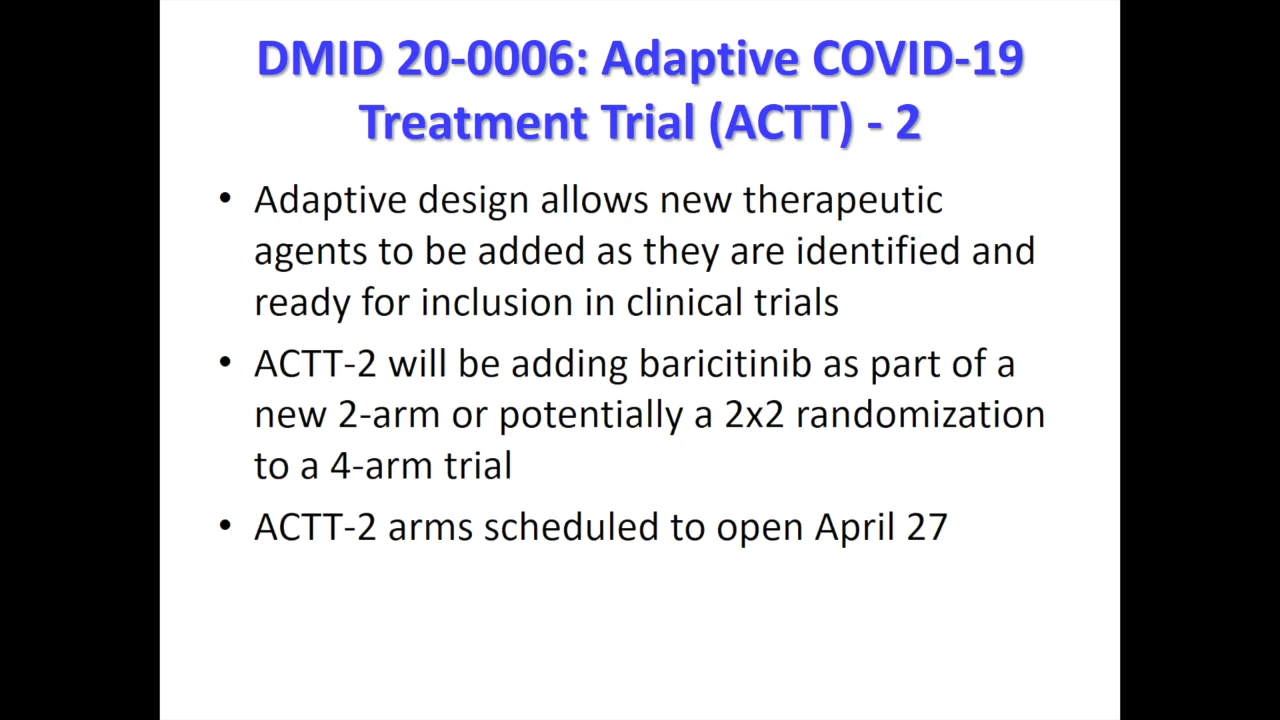 DMID 20-0006: Adaptive COVID-19
Treatment Trial (ACTT) - 2
• Adaptive design allows new therapeutic
agents to be added as they are identified and
ready for inclusion in clinical trials
• ACTT-2 will be adding baricitinib as part of a
new 2-arm or potentially a 2x2 randomization
to a 4-arm trial
• ACTT-2 arms scheduled to open April 27